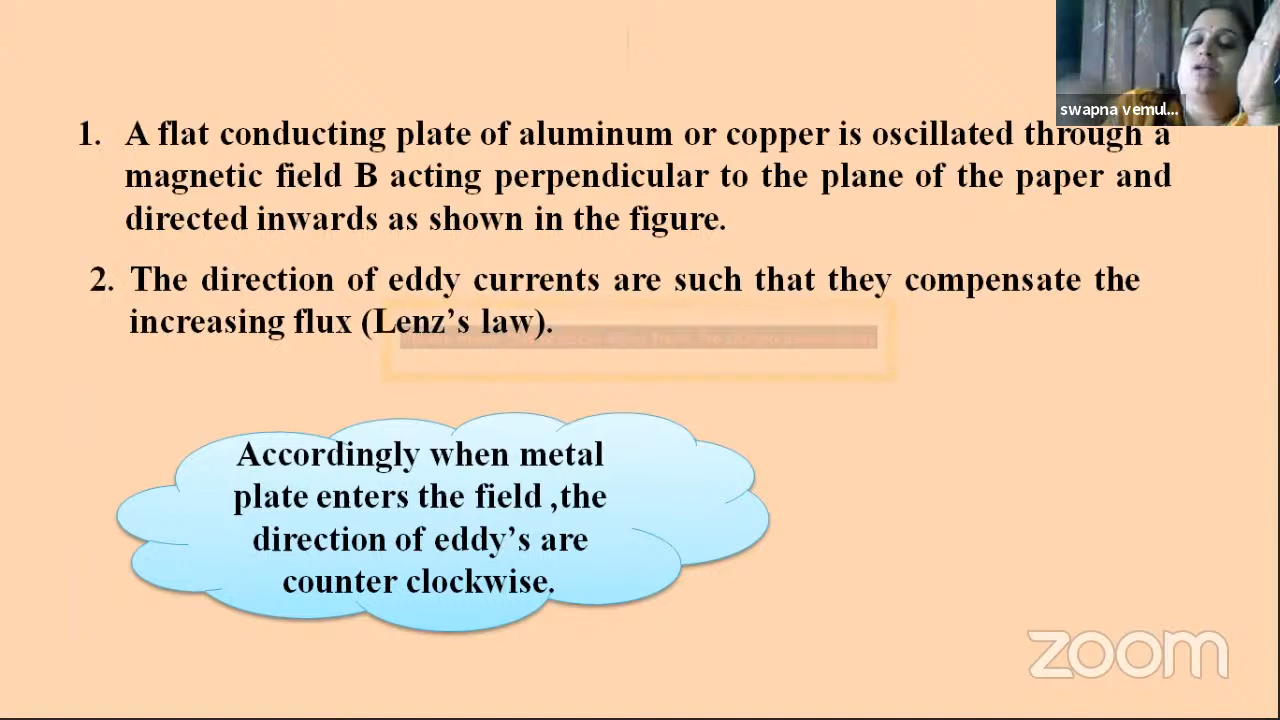 swapna vemul...
1. A flat conducting plate of aluminum or copper is oscillated through a
magnetic field B acting perpendicular to the plane of the paper and
directed inwards as shown in the figure.
2. The direction of eddy currents are such that they compensate the
increasing flux (Lenz’s law).
Accordingly when metal
plate enters the field ,the
direction of eddy’s are
counter clockwise.
zoom